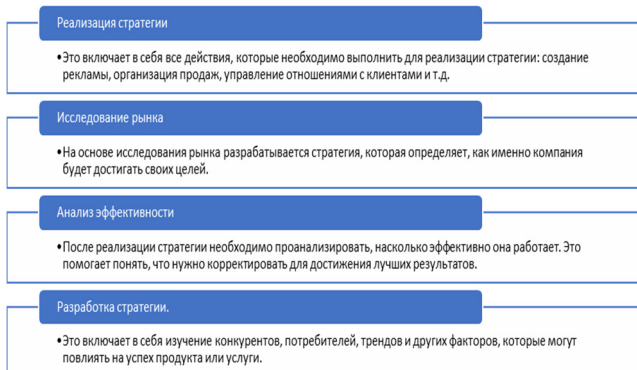 Реализация стратегии
•Это включает в себя все действия, которые необходимо выполнить для реализации стратегии: создание
рекламы, организация продаж, управление отношениями с клиентами и т.д.
Исследование рынка
•На основе исследования рынка разрабатывается стратегия, которая определяет, как именно компания
будет достигать своих целей.
Анализ эффективности
•После реализации стратегии необходимо проанализировать, насколько эффективно она работает. Это
помогает понять, что нужно корректировать для достижения лучших результатов.
Разработка стратегии.
•Это включает в себя изучение конкурентов, потребителей, трендов и других факторов, которые могут
повлиять на успех продукта или услуги.